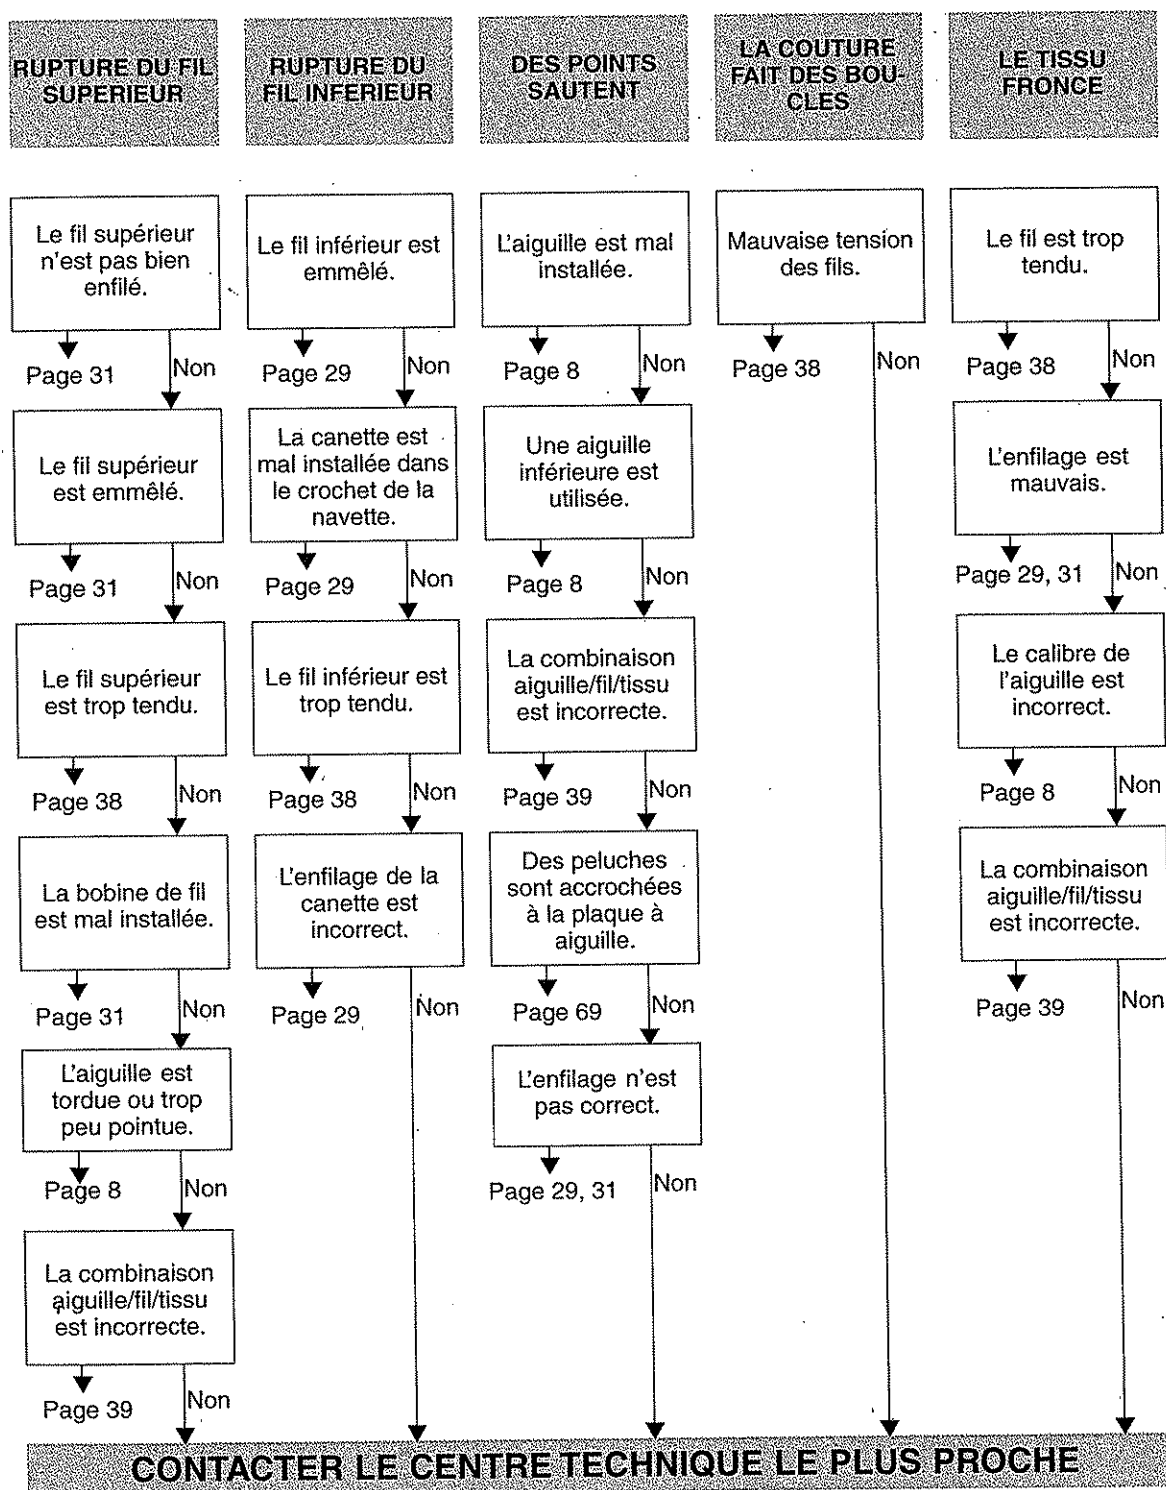 RUPTURE DU FIL
SUPERIEUR
Le fil supérieur
n'est pas bien
enfilé.
Page 31
Non
Le fil supérieur
est emmêlé.
Page 31
Non
Le fil supérieur
est trop tendu.
Page 38
Non
La bobine de fil
est mal installée.
Page 31
Non
L'aiguille est
tordue ou trop
peu pointue.
Page 8
Non
La combinaison
aiguille/fil/tissu
est incorrecte.
Page 39
Non
RUPTURE DU
FIL INFERIEUR
Le fil inférieur est
emmêlé.
Page 29
Non
La canette est
mal installée dans
le crochet de la
navette.
Page 29
Non
Le fil inférieur est
trop tendu.
Page 38
Non
L'enfilage de la
canette est
incorrect.
Page 29
Non
DES POINTS
SAUTENT
L'aiguille est mal
installée.
Page 8
Non
Une aiguille
inférieure est
utilisée.
Page 8
Non
La combinaison
aiguille/fil/tissu
est incorrecte.
Page 39
Non
Des peluches
sont accrochées
à la plaque à
aiguille.
Page 69
Non
L'enfilage n'est
pas correct.
Page 29, 31
Non
LA COUTURE
FAIT DES BOU-
CLES
Mauvaise tension
des fils.
Page 38
Non
LE TISSU
FRONCE
Le fil est trop
tendu.
Page 38
Non
L'enfilage est
mauvais.
Page 29, 31
Non
Le calibre de
l'aiguille est
incorrect.
Page 8
Non
La combinaison
aiguille/fil/tissu
est incorrecte.
Page 39
Non
CONTACTER LE CENTRE TECHNIQUE LE PLUS PROCHE